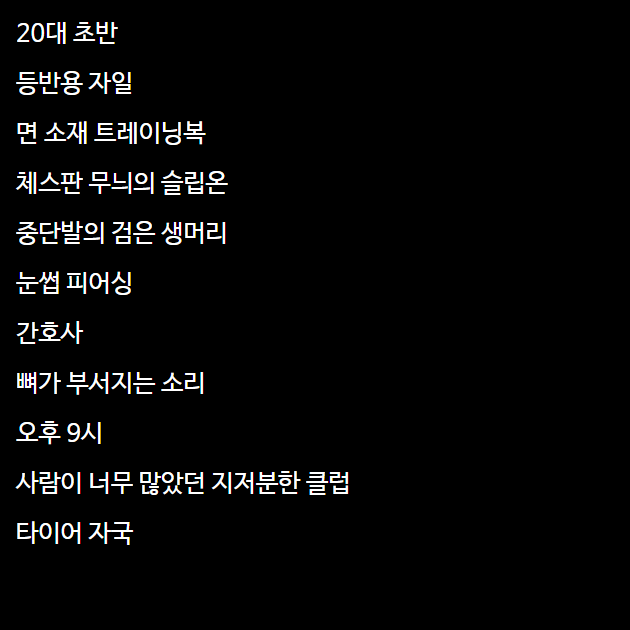 20대 초반
등반용 자일
면 소재 트레이닝복
체스판 무늬의 슬립온
중단발의 검은 생머리
눈썹 피어싱
간호사
뼈가 부서지는 소리
오후 9시
사람이 너무 많았던 지저분한 클럽
타이어 자국